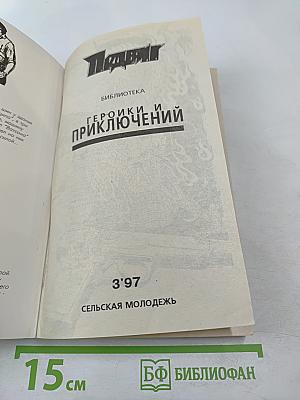 ПОДВИГ
БИБЛИОТЕКА
ГЕРОИКИ И
ПРИКЛЮЧЕНИЙ
3'97
СЕЛЬСКАЯ МОЛОДЕЖЬ
15 см
БФ БИБЛИОФАН